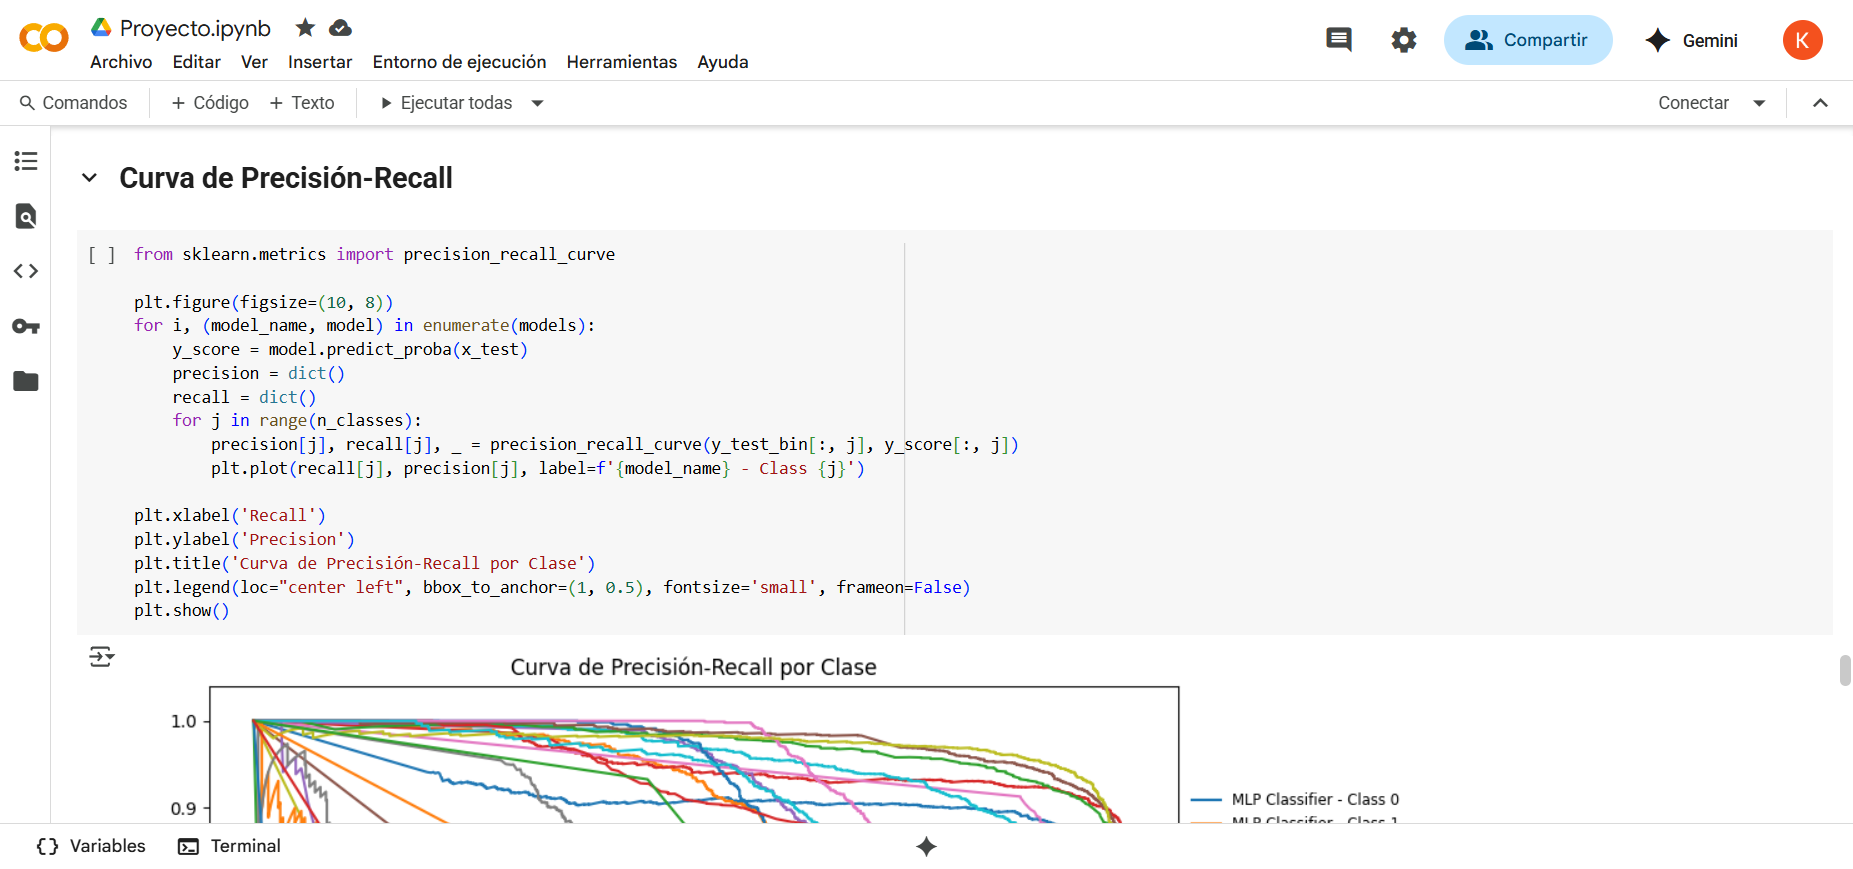 Proyecto.ipynb
Archivo Editar Ver Insertar Entorno de ejecución Herramientas Ayuda
Compartir
Gemini
K
Comandos + Código + Texto Ejecutar todas
Conectar
Curva de Precisión-Recall
[ ] from sklearn.metrics import precision_recall_curve
plt.figure(figsize=(10, 8))
for i, (model_name, model) in enumerate(models):
    y_score = model.predict_proba(x_test)
    precision = dict()
    recall = dict()
    for j in range(n_classes):
        precision[j], recall[j], _ = precision_recall_curve(y_test_bin[:, j], y_score[:, j])
        plt.plot(recall[j], precision[j], label=f'{model_name} - Class {j}')
plt.xlabel('Recall')
plt.ylabel('Precision')
plt.title('Curva de Precisión-Recall por Clase')
plt.legend(loc="center left", bbox_to_anchor=(1, 0.5), fontsize='small', frameon=False)
plt.show()
Curva de Precisión-Recall por Clase
1.0
0.9
MLP Classifier - Class 0
MLP Classifier - Class 1
{} Variables Terminal